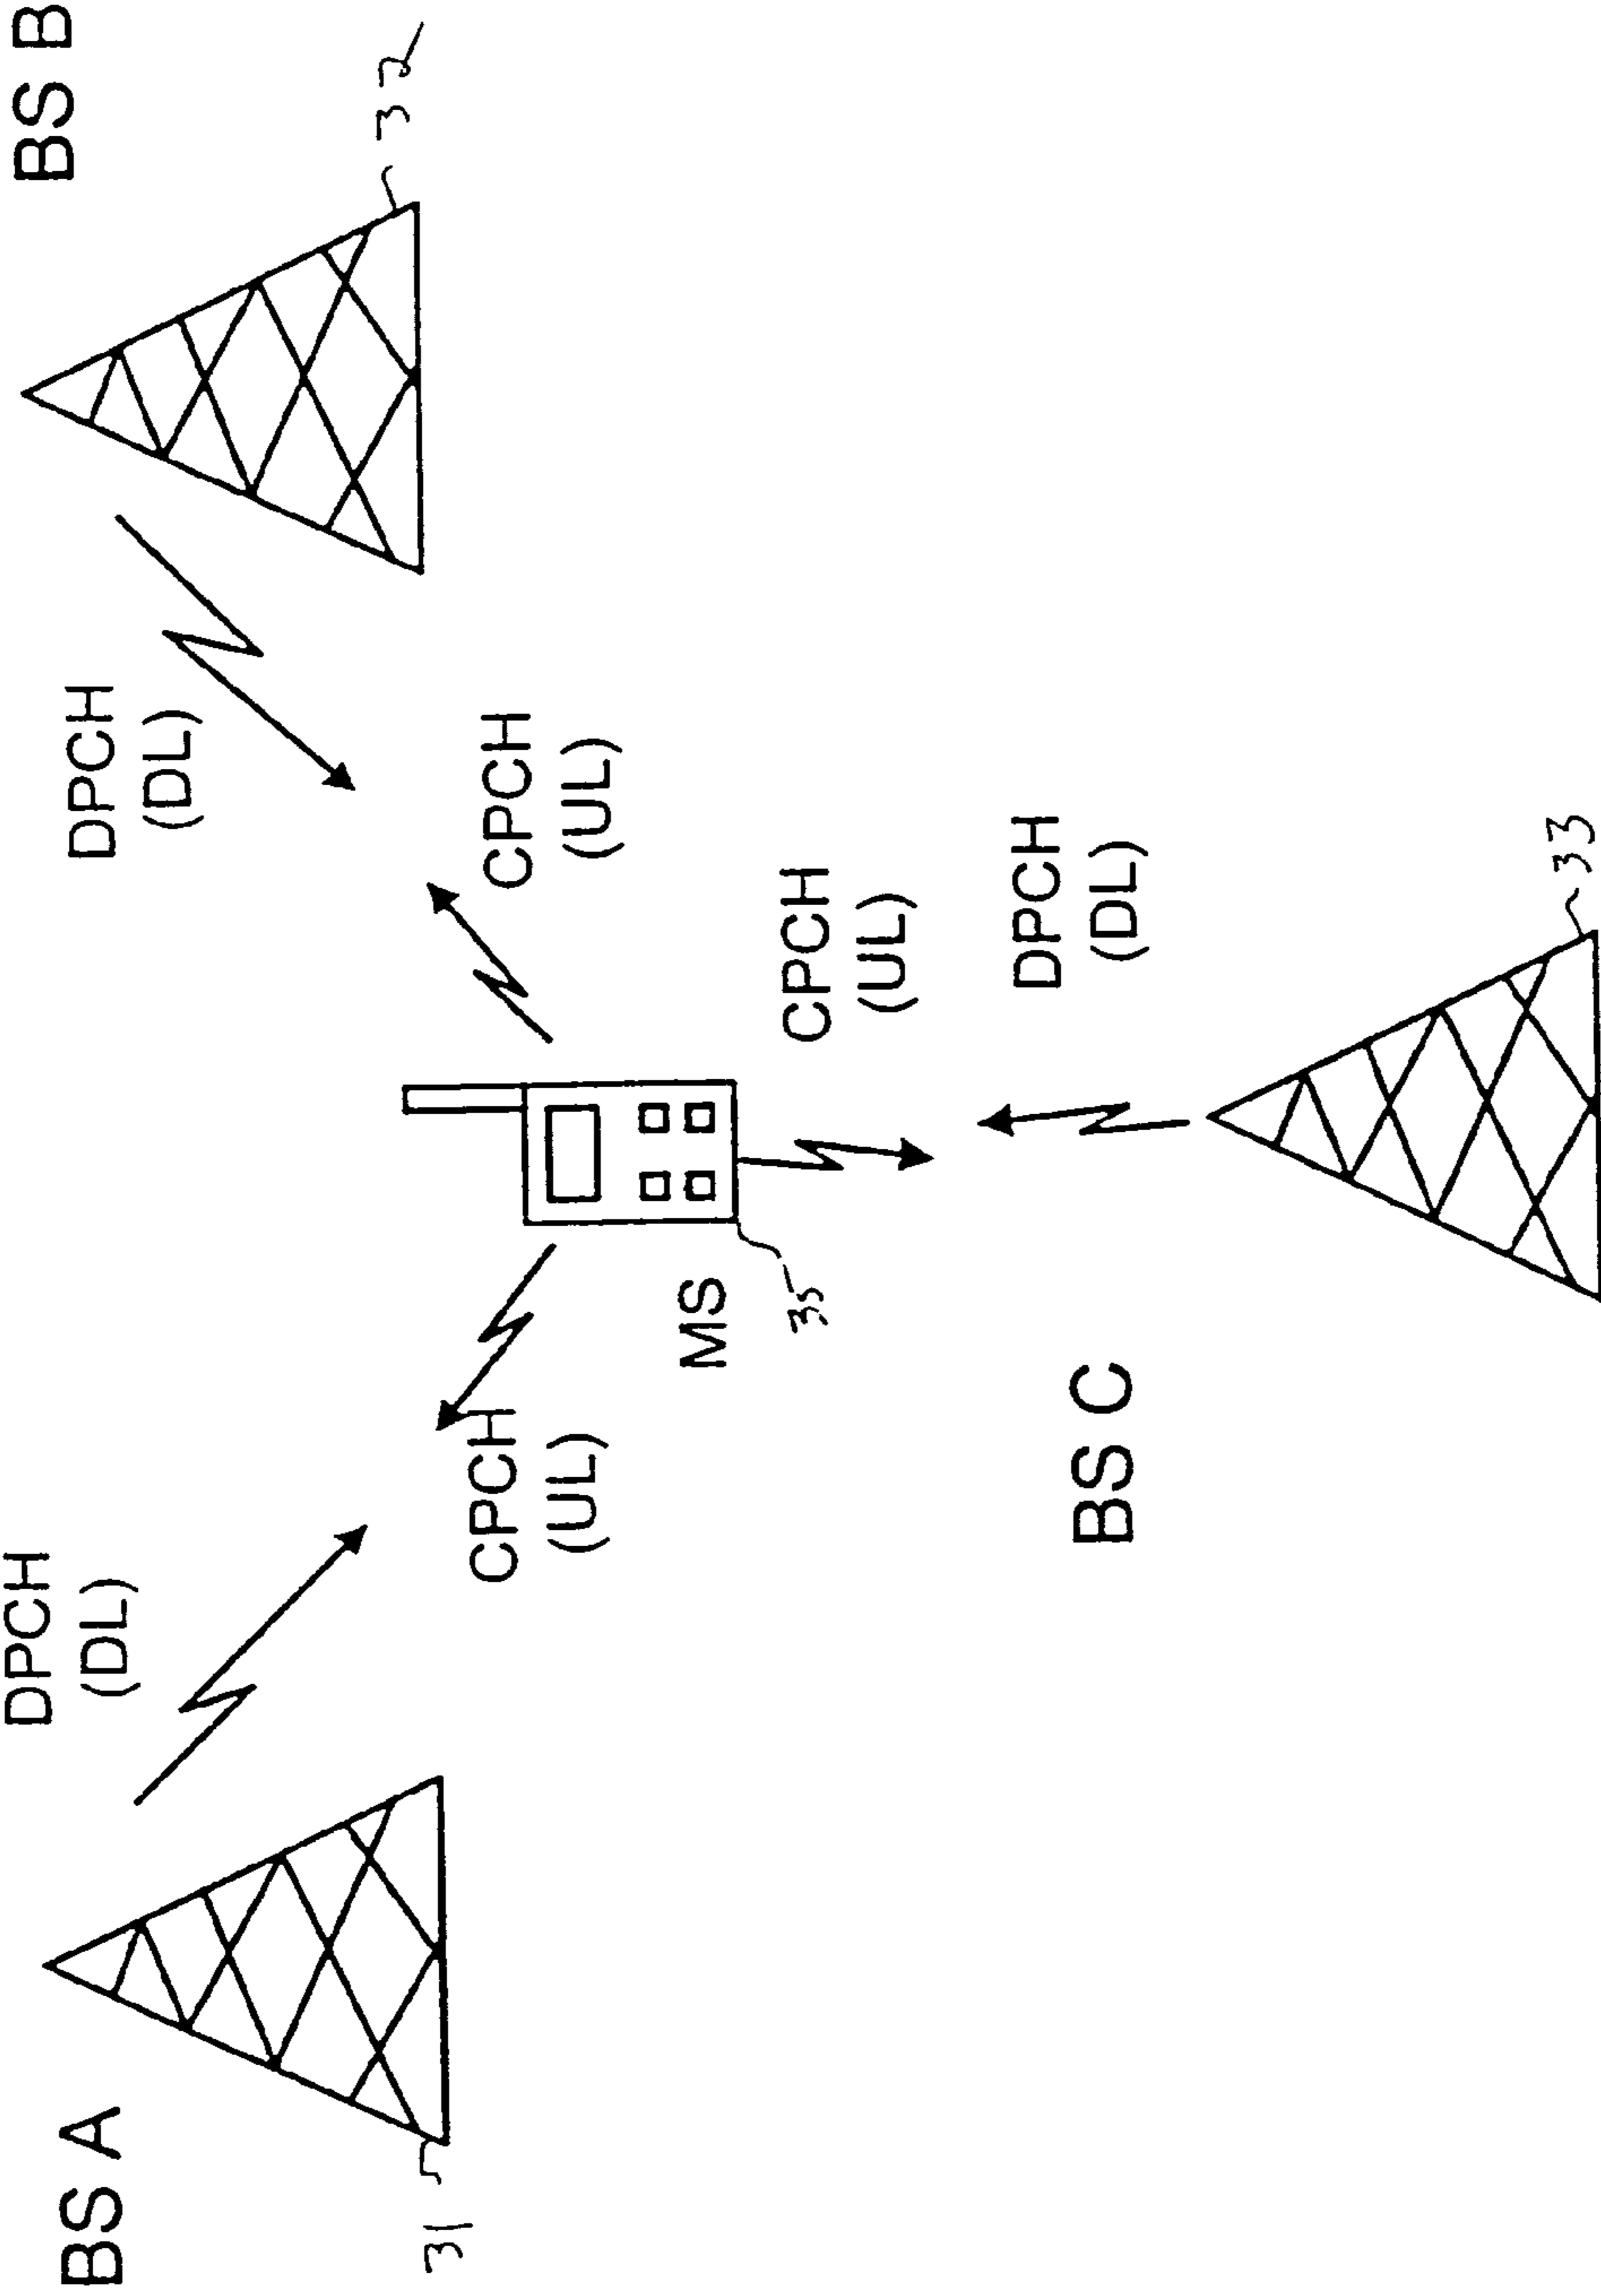 BS A
31
DPCH
(DL)
CPCH
(UL)
MS
35
DPCH
(DL)
CPCH
(UL)
BS B
32
CPCH
(UL)
DPCH
(DL)
BS C
33